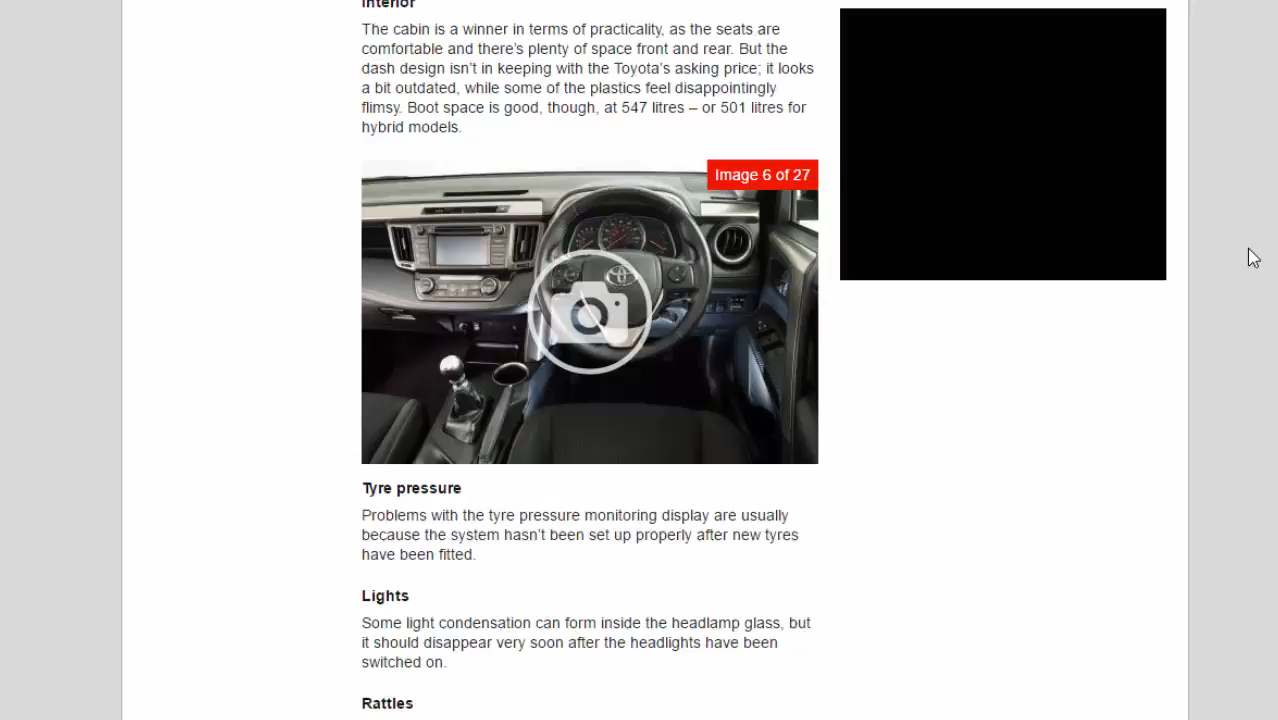 Interior
The cabin is a winner in terms of practicality, as the seats are
comfortable and there’s plenty of space front and rear. But the
dash design isn’t in keeping with the Toyota’s asking price; it looks
a bit outdated, while some of the plastics feel disappointingly
flimsy. Boot space is good, though, at 547 litres – or 501 litres for
hybrid models.
Image 6 of 27
Tyre pressure
Problems with the tyre pressure monitoring display are usually
because the system hasn’t been set up properly after new tyres
have been fitted.
Lights
Some light condensation can form inside the headlamp glass, but
it should disappear very soon after the headlights have been
switched on.
Rattles